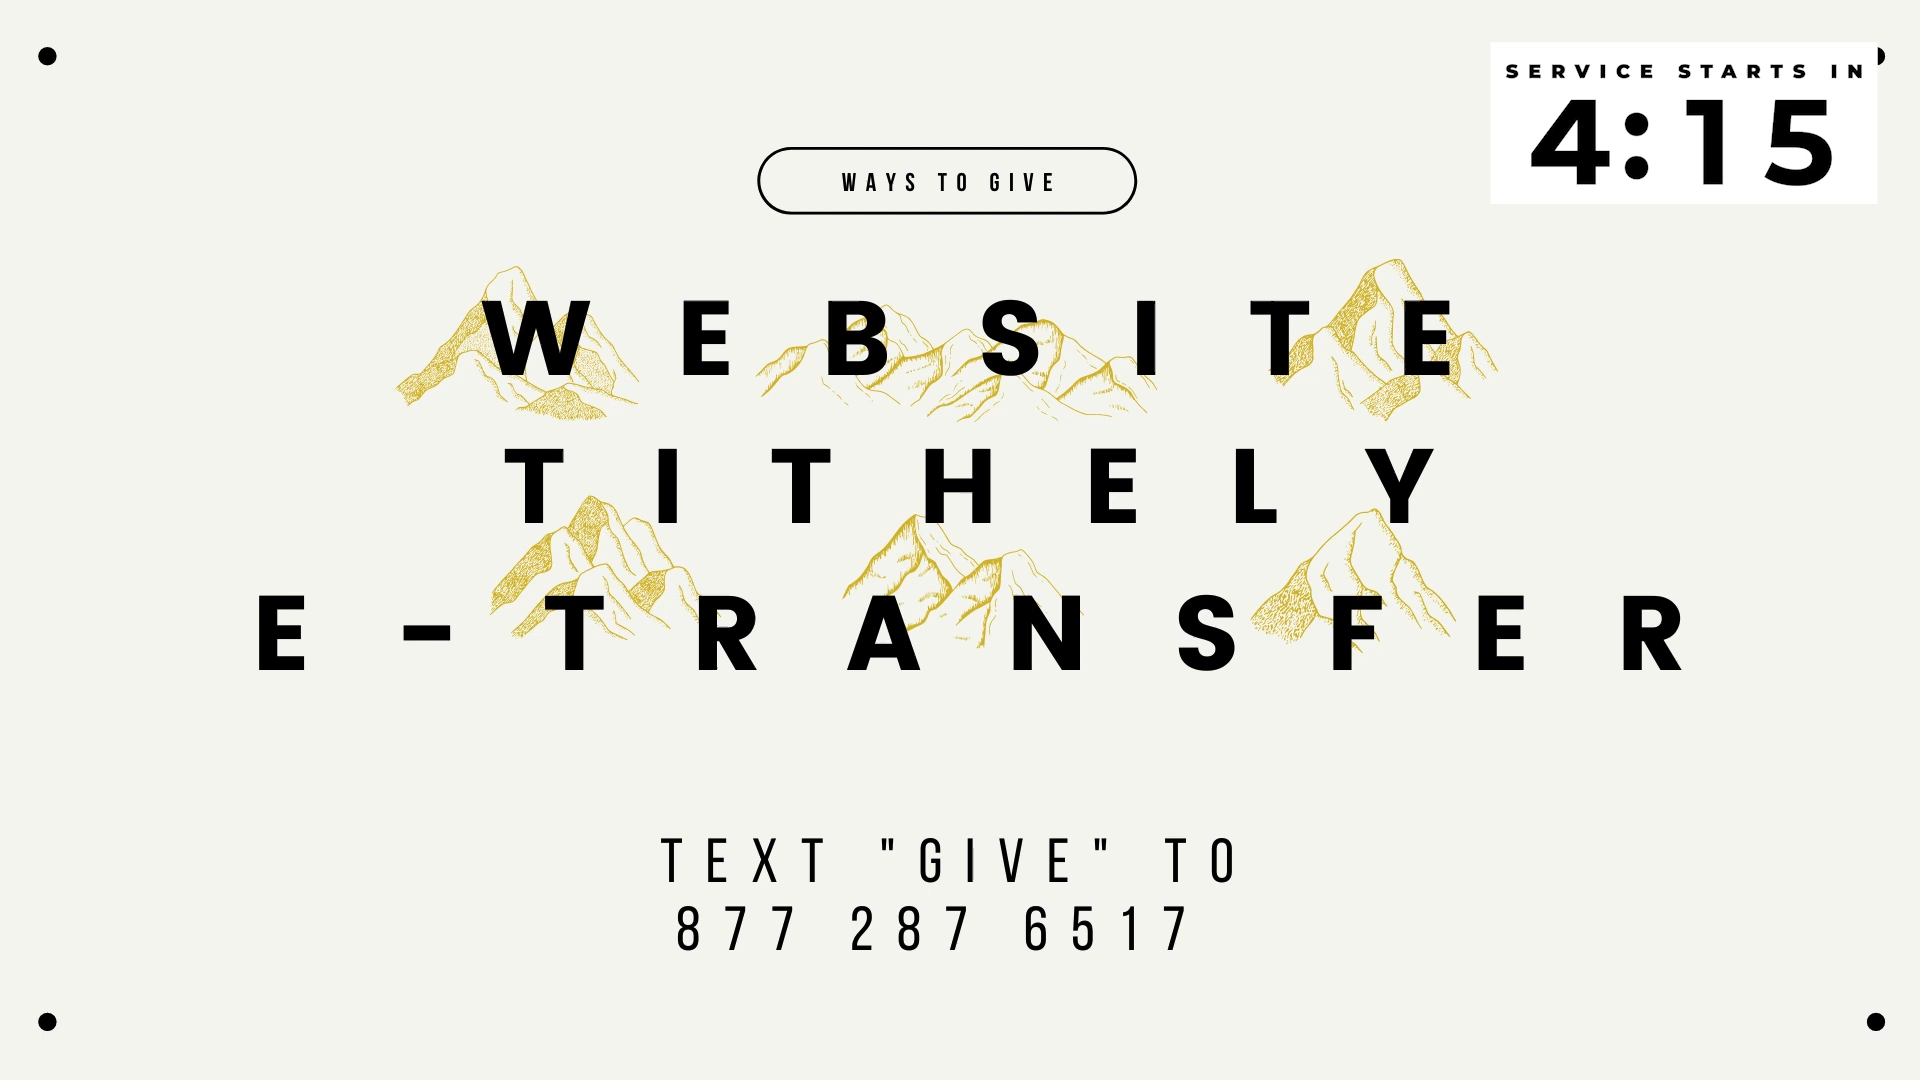 SERVICE STARTS IN
4:15
WAYS TO GIVE
WEBSITE
TITHELY
E-TRANSFER
TEXT "GIVE" TO
877 287 6517